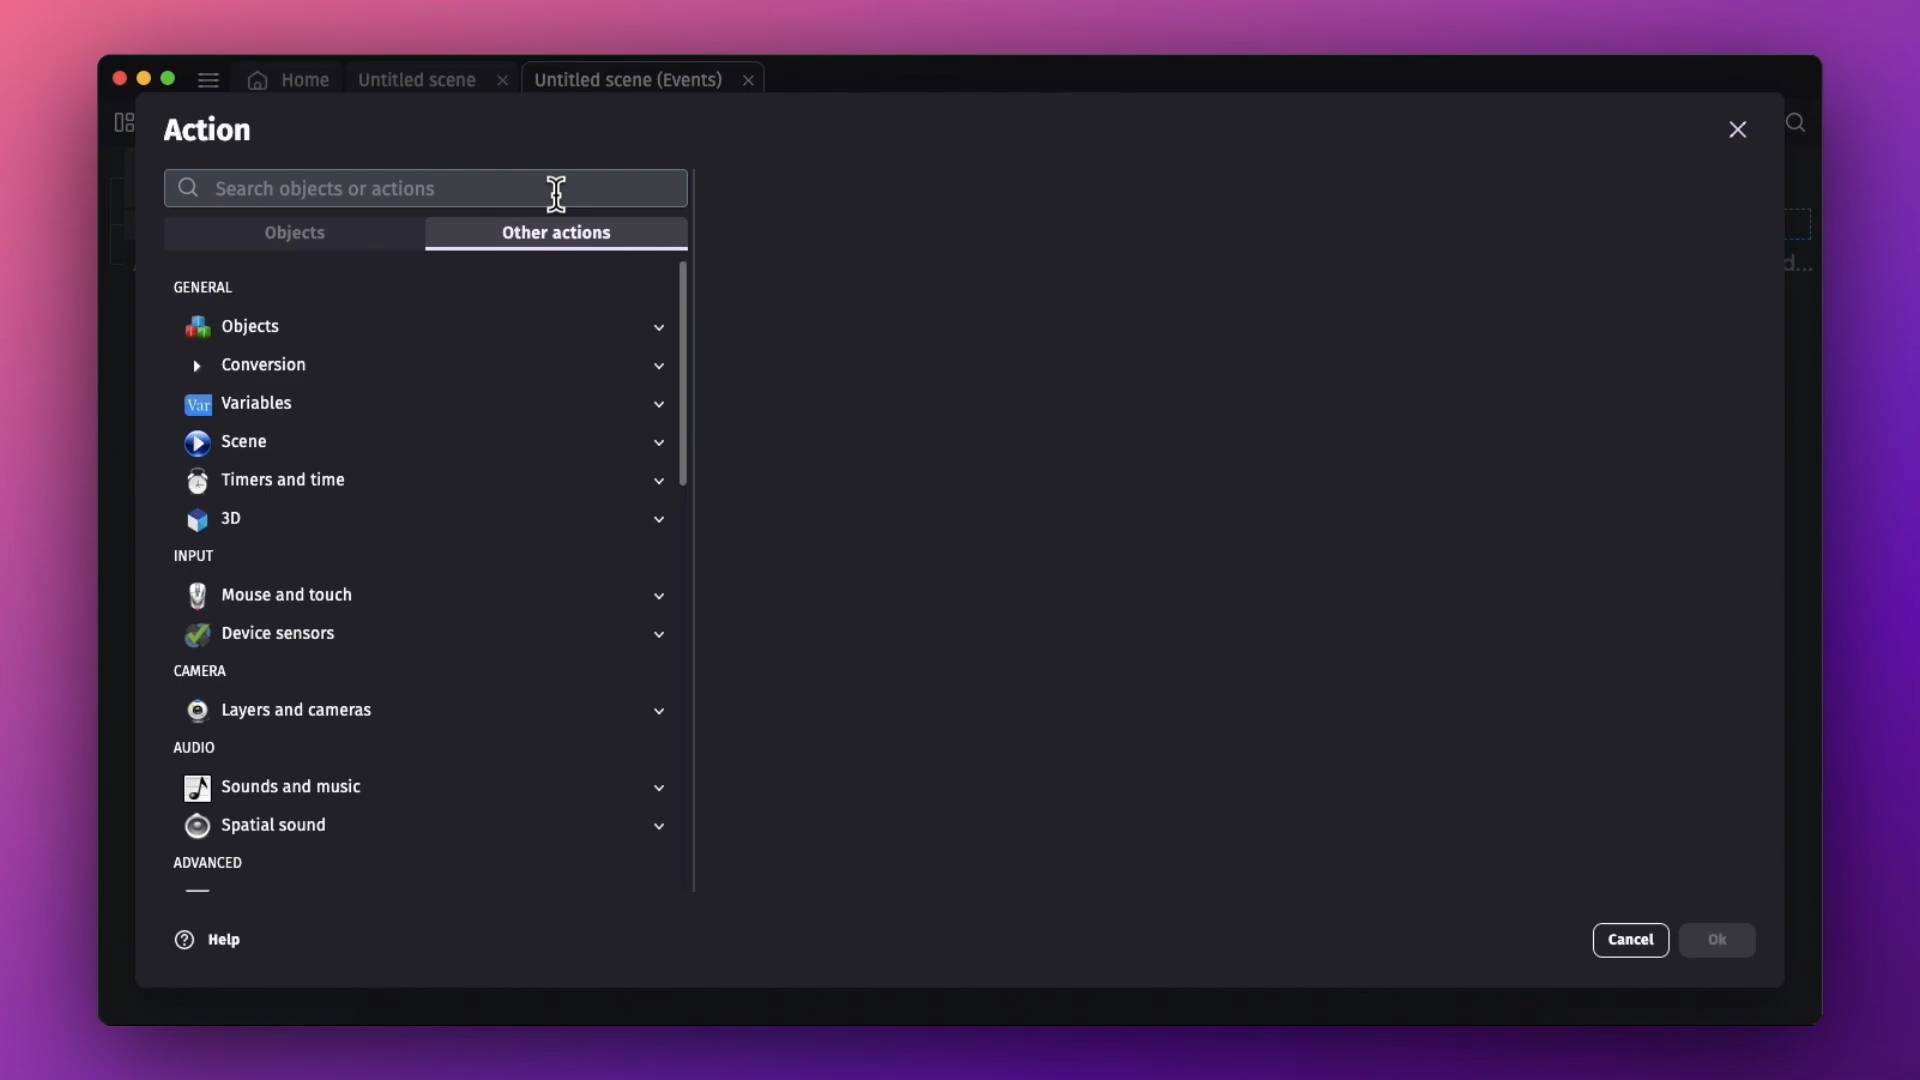 Home
Untitled scene
Untitled scene (Events)
Action
Search objects or actions
Objects
Other actions
GENERAL
Objects
Conversion
Var Variables
Scene
Timers and time
3D
INPUT
Mouse and touch
Device sensors
CAMERA
Layers and cameras
AUDIO
Sounds and music
Spatial sound
ADVANCED
d...
Help
Cancel
Ok